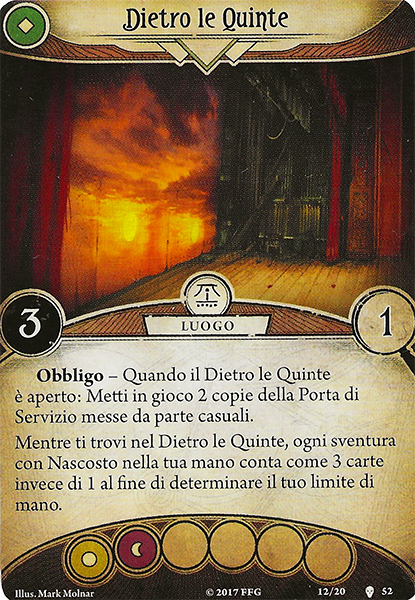 Dietro le Quinte
3
LUOGO
1
Obbligo – Quando il Dietro le Quinte
è aperto: Metti in gioco 2 copie della Porta di
Servizio messe da parte casuali.
Mentre ti trovi nel Dietro le Quinte, ogni sventura
con Nascosto nella tua mano conta come 3 carte
invece di 1 al fine di determinare il tuo limite di
mano.
Illus. Mark Molnar © 2017 FFG 12/20 52